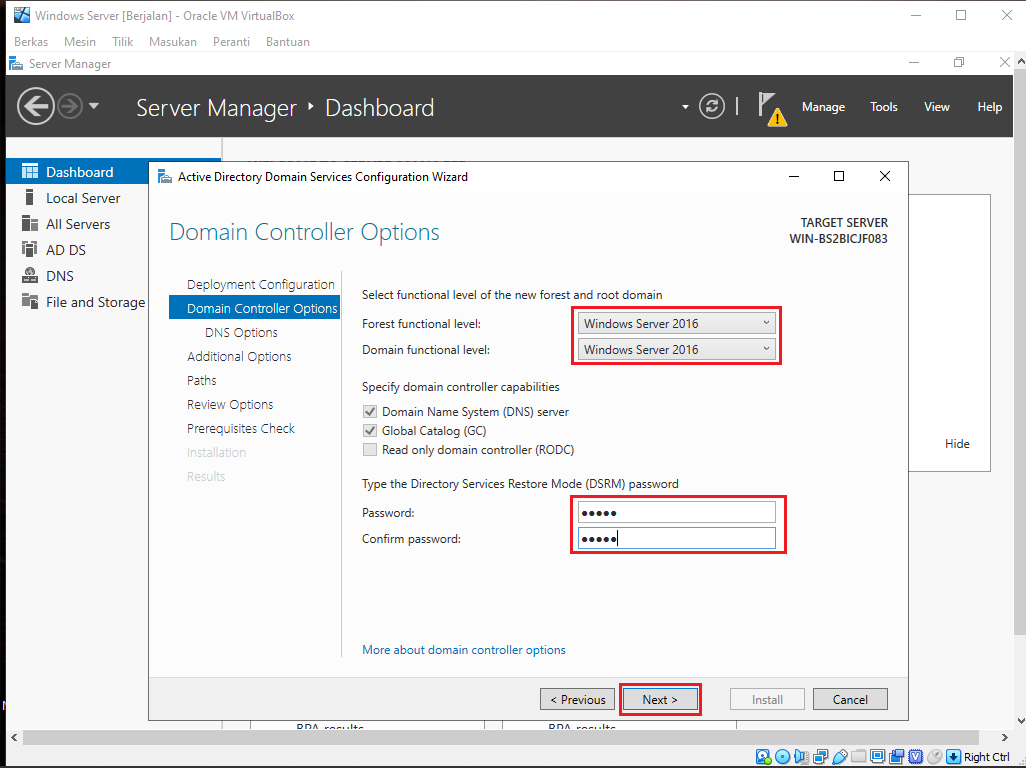 Windows Server [Berjalan] - Oracle VM VirtualBox
Berkas Mesin Tilik Masukan Peranti Bantuan
Server Manager
Server Manager Dashboard
Manage Tools View Help
Dashboard
Local Server
All Servers
AD DS
DNS
File and Storage
Active Directory Domain Services Configuration Wizard
Domain Controller Options
TARGET SERVER
WIN-BS2BICJF083
Deployment Configuration
Domain Controller Options
DNS Options
Additional Options
Paths
Review Options
Prerequisites Check
Installation
Results
Select functional level of the new forest and root domain
Forest functional level: Windows Server 2016
Domain functional level: Windows Server 2016
Specify domain controller capabilities
Domain Name System (DNS) server
Global Catalog (GC)
Read only domain controller (RODC)
Type the Directory Services Restore Mode (DSRM) password
Password: •••••
Confirm password: •••••
More about domain controller options
Hide
< Previous Next > Install Cancel
BPA results BPA results
Right Ctrl